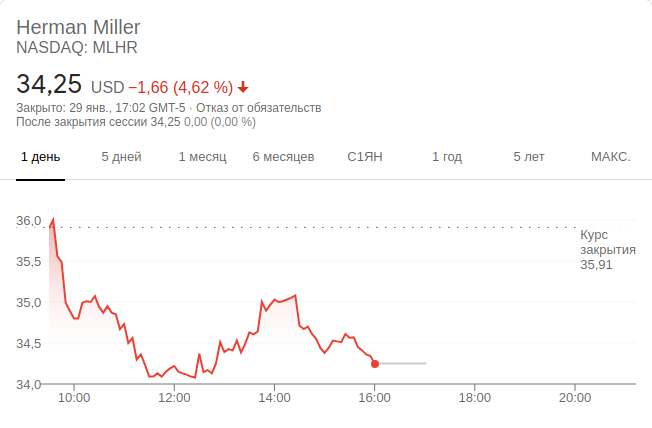 Herman Miller
NASDAQ: MLHR
34,25 USD −1,66 (4,62 %)
Закрыто: 29 янв., 17:02 GMT-5 · Отказ от обязательств
После закрытия сессии 34,25 0,00 (0,00 %)
1 день 5 дней 1 месяц 6 месяцев С1ЯН 1 год 5 лет МАКС.
36,0
Курс
закрытия
35,91
35,5
35,0
34,5
34,0
10:00 12:00 14:00 16:00 18:00 20:00